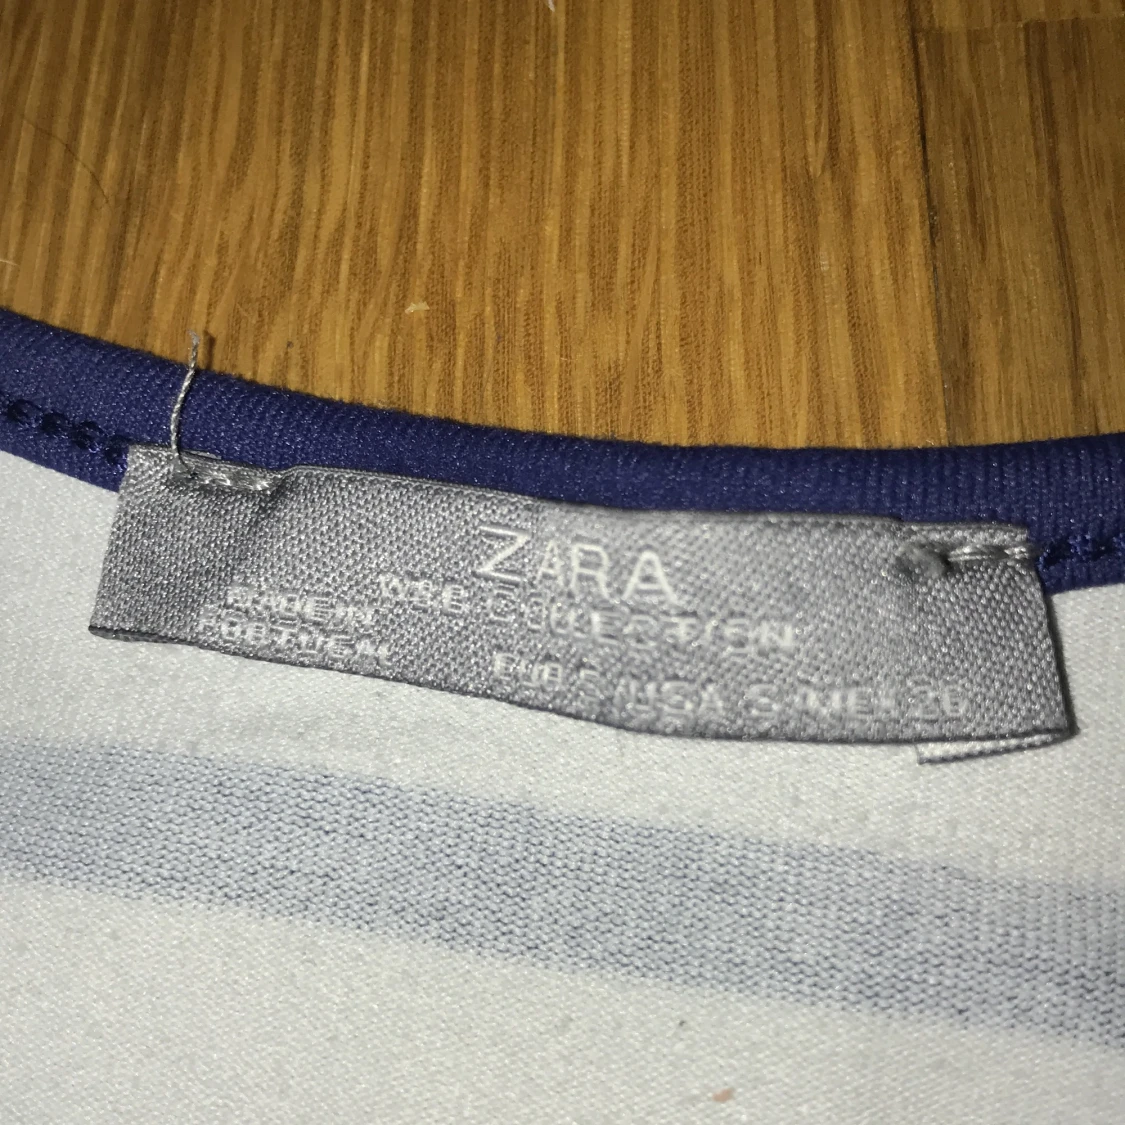 ZARA
W&B COLLECTION
MADE IN
PORTUGAL
EUR S/USA S/MEX 26